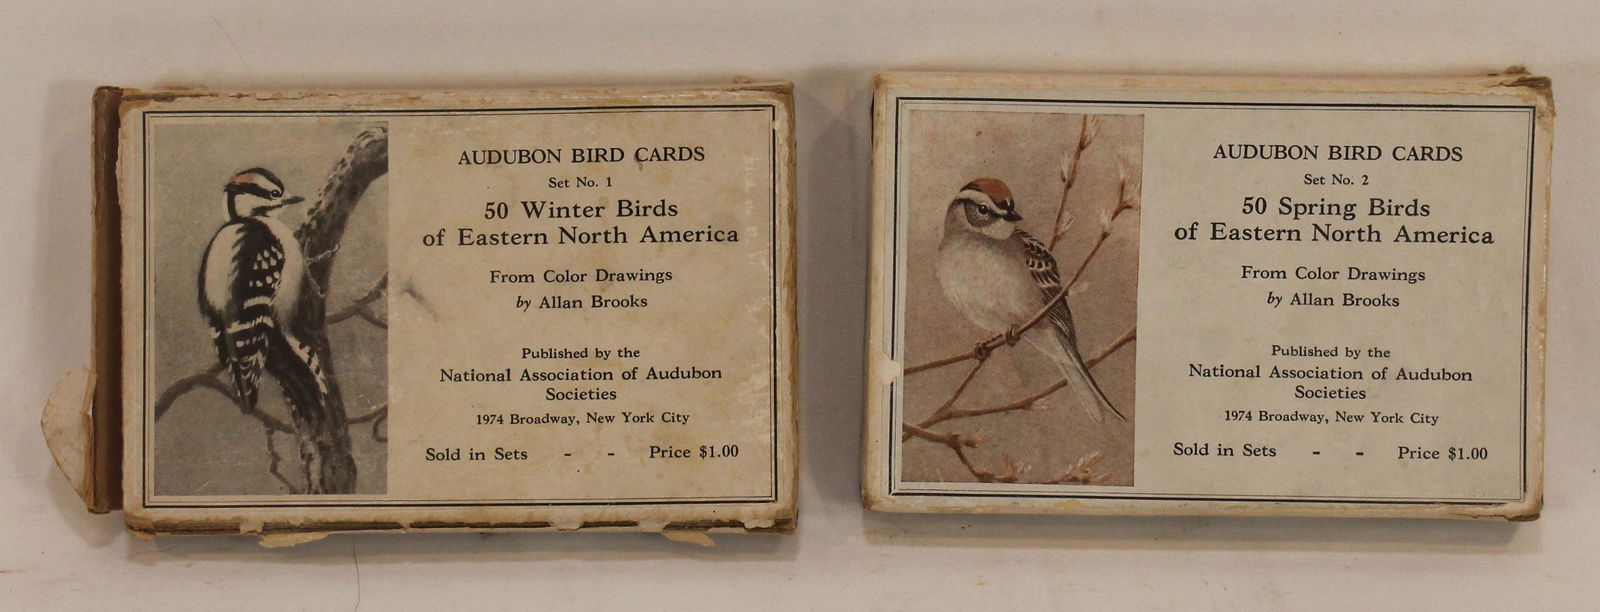 AUDUBON BIRD CARDS
Set No. 1
50 Winter Birds
of Eastern North America
From Color Drawings
by Allan Brooks
Published by the
National Association of Audubon
Societies
1974 Broadway, New York City
Sold in Sets - - Price $1.00
AUDUBON BIRD CARDS
Set No. 2
50 Spring Birds
of Eastern North America
From Color Drawings
by Allan Brooks
Published by the
National Association of Audubon
Societies
1974 Broadway, New York City
Sold in Sets - - Price $1.00